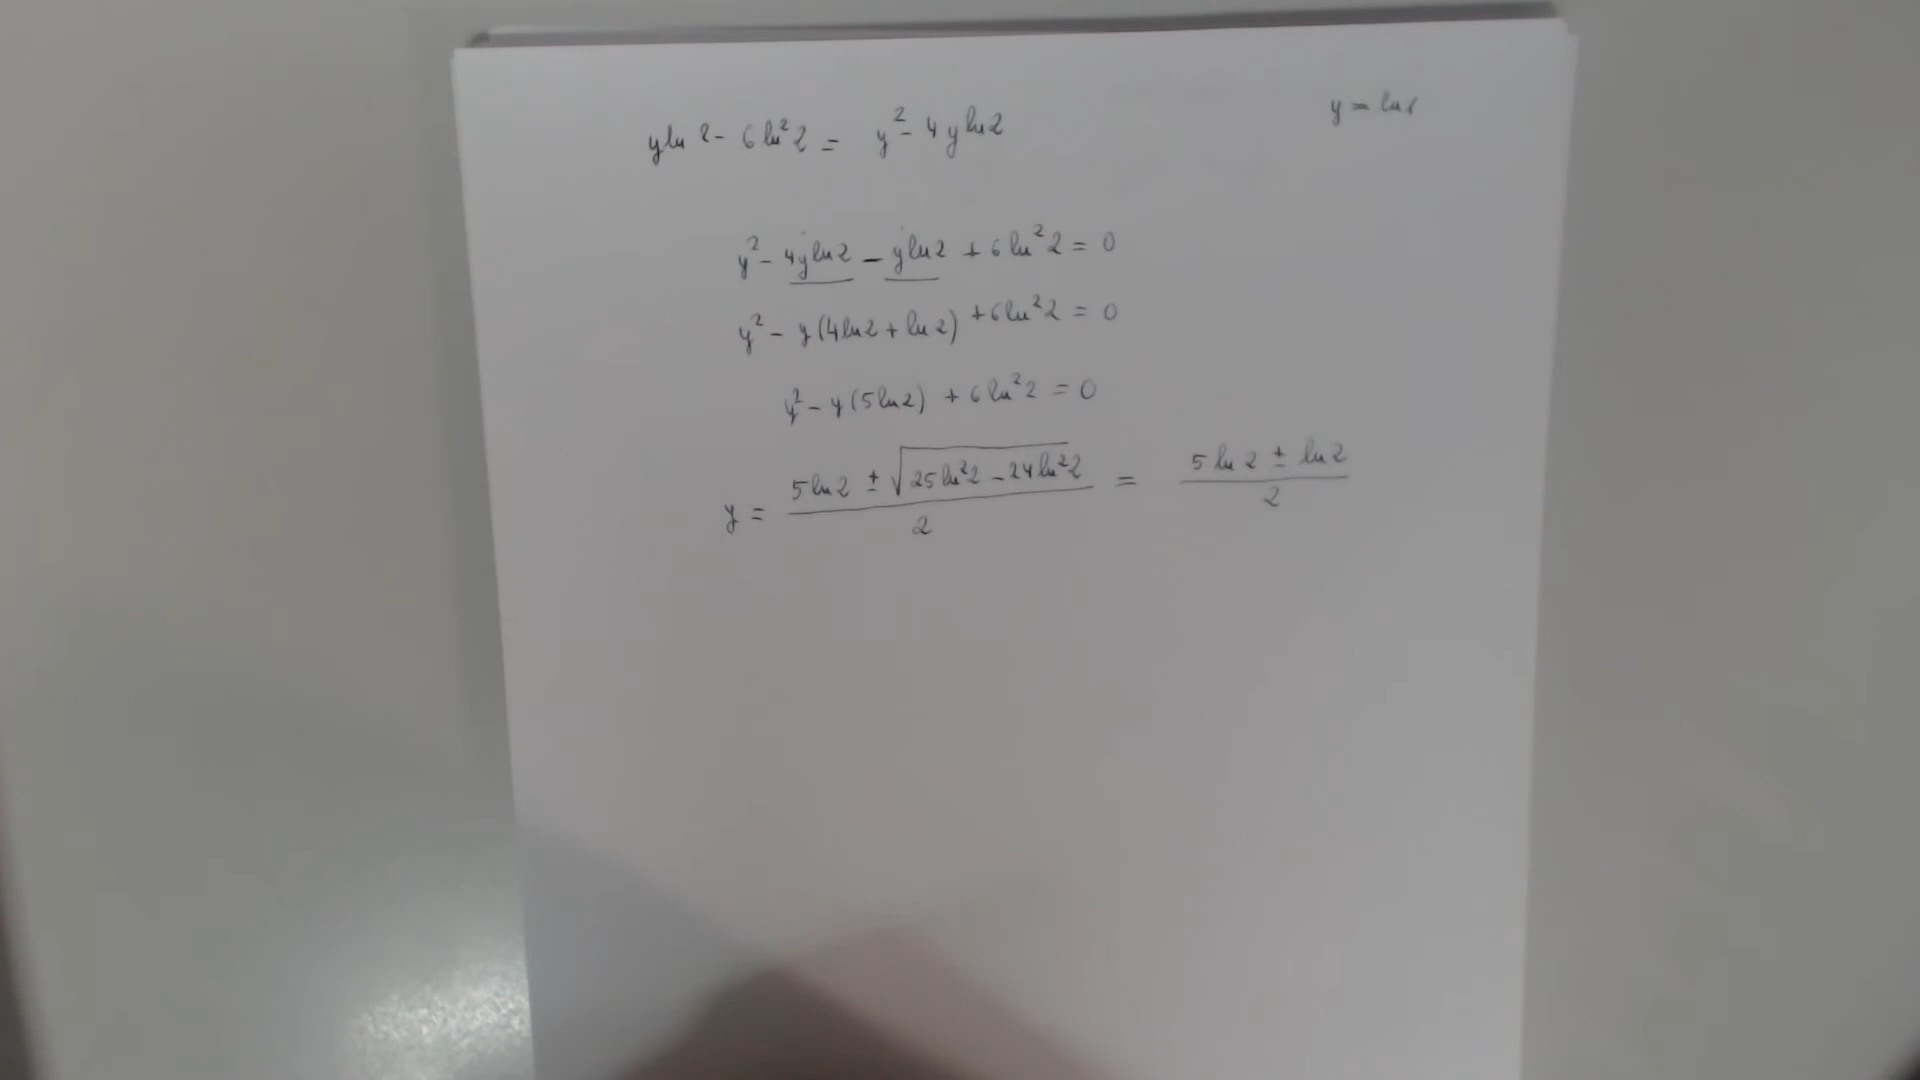 y ln 2 - 6 ln² 2 = y² - 4 y ln 2
y = ln
y² - 4y ln 2 - y ln 2 + 6 ln² 2 = 0
y² - y (4 ln 2 + ln 2) + 6 ln² 2 = 0
y² - y (5 ln 2) + 6 ln² 2 = 0
y = (5 ln 2 ± √(25 ln² 2 - 24 ln² 2)) / 2 = (5 ln 2 ± ln 2) / 2